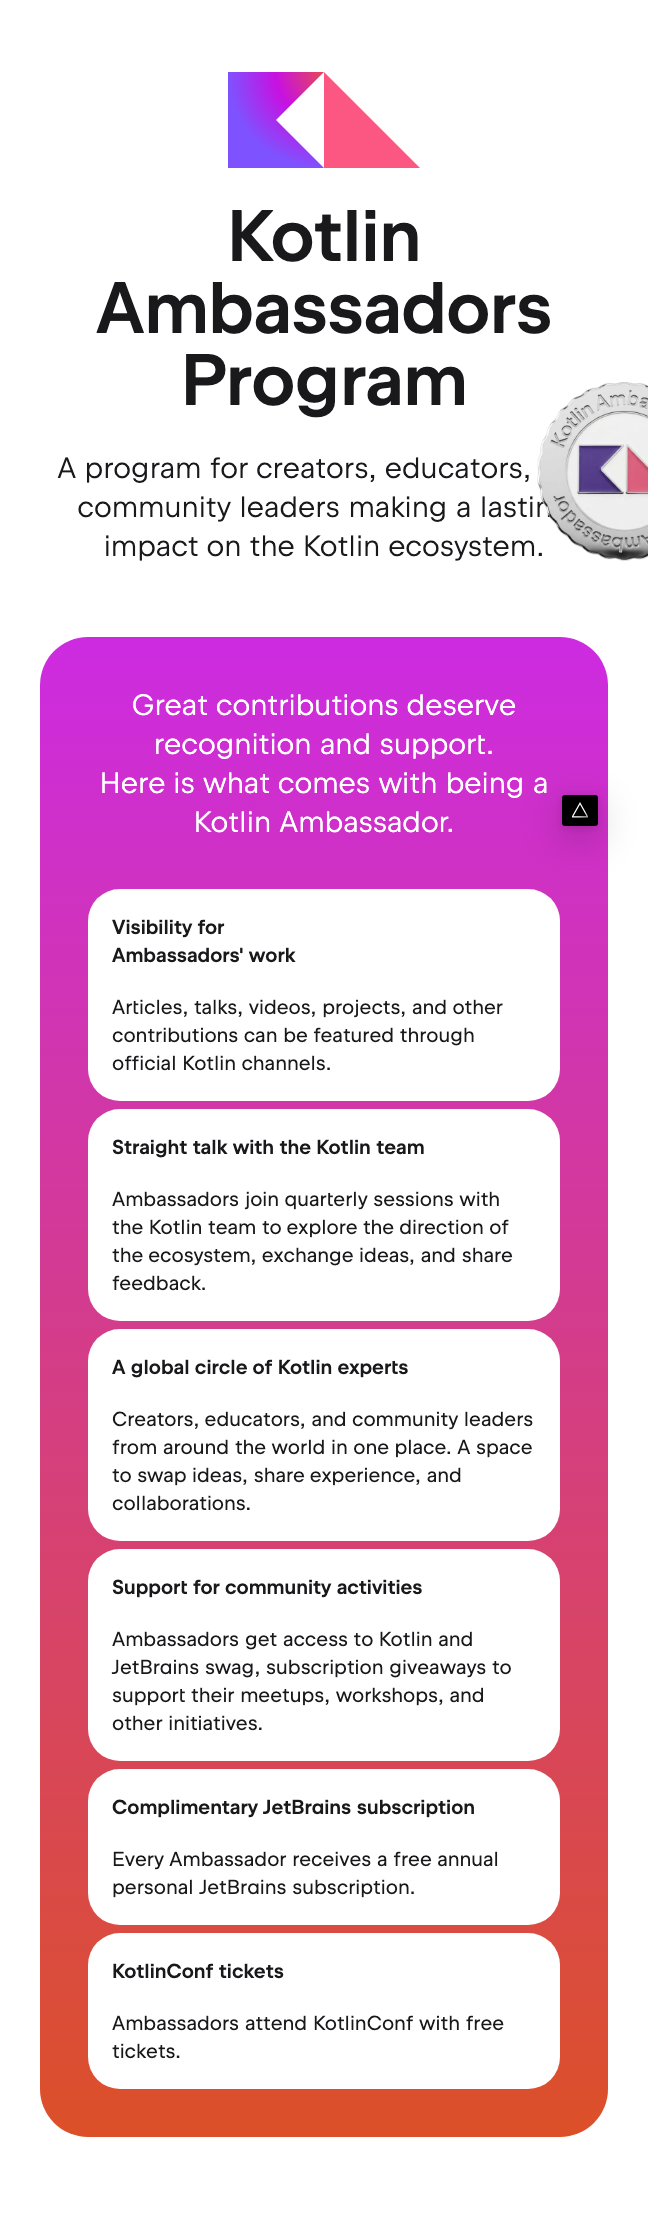 Kotlin
Ambassadors
Program
A program for creators, educators,
community leaders making a lastin
impact on the Kotlin ecosystem.
Kotlin Amba
Ambassador
Great contributions deserve
recognition and support.
Here is what comes with being a
Kotlin Ambassador.
Visibility for
Ambassadors' work
Articles, talks, videos, projects, and other
contributions can be featured through
official Kotlin channels.
Straight talk with the Kotlin team
Ambassadors join quarterly sessions with
the Kotlin team to explore the direction of
the ecosystem, exchange ideas, and share
feedback.
A global circle of Kotlin experts
Creators, educators, and community leaders
from around the world in one place. A space
to swap ideas, share experience, and
collaborations.
Support for community activities
Ambassadors get access to Kotlin and
JetBrains swag, subscription giveaways to
support their meetups, workshops, and
other initiatives.
Complimentary JetBrains subscription
Every Ambassador receives a free annual
personal JetBrains subscription.
KotlinConf tickets
Ambassadors attend KotlinConf with free
tickets.